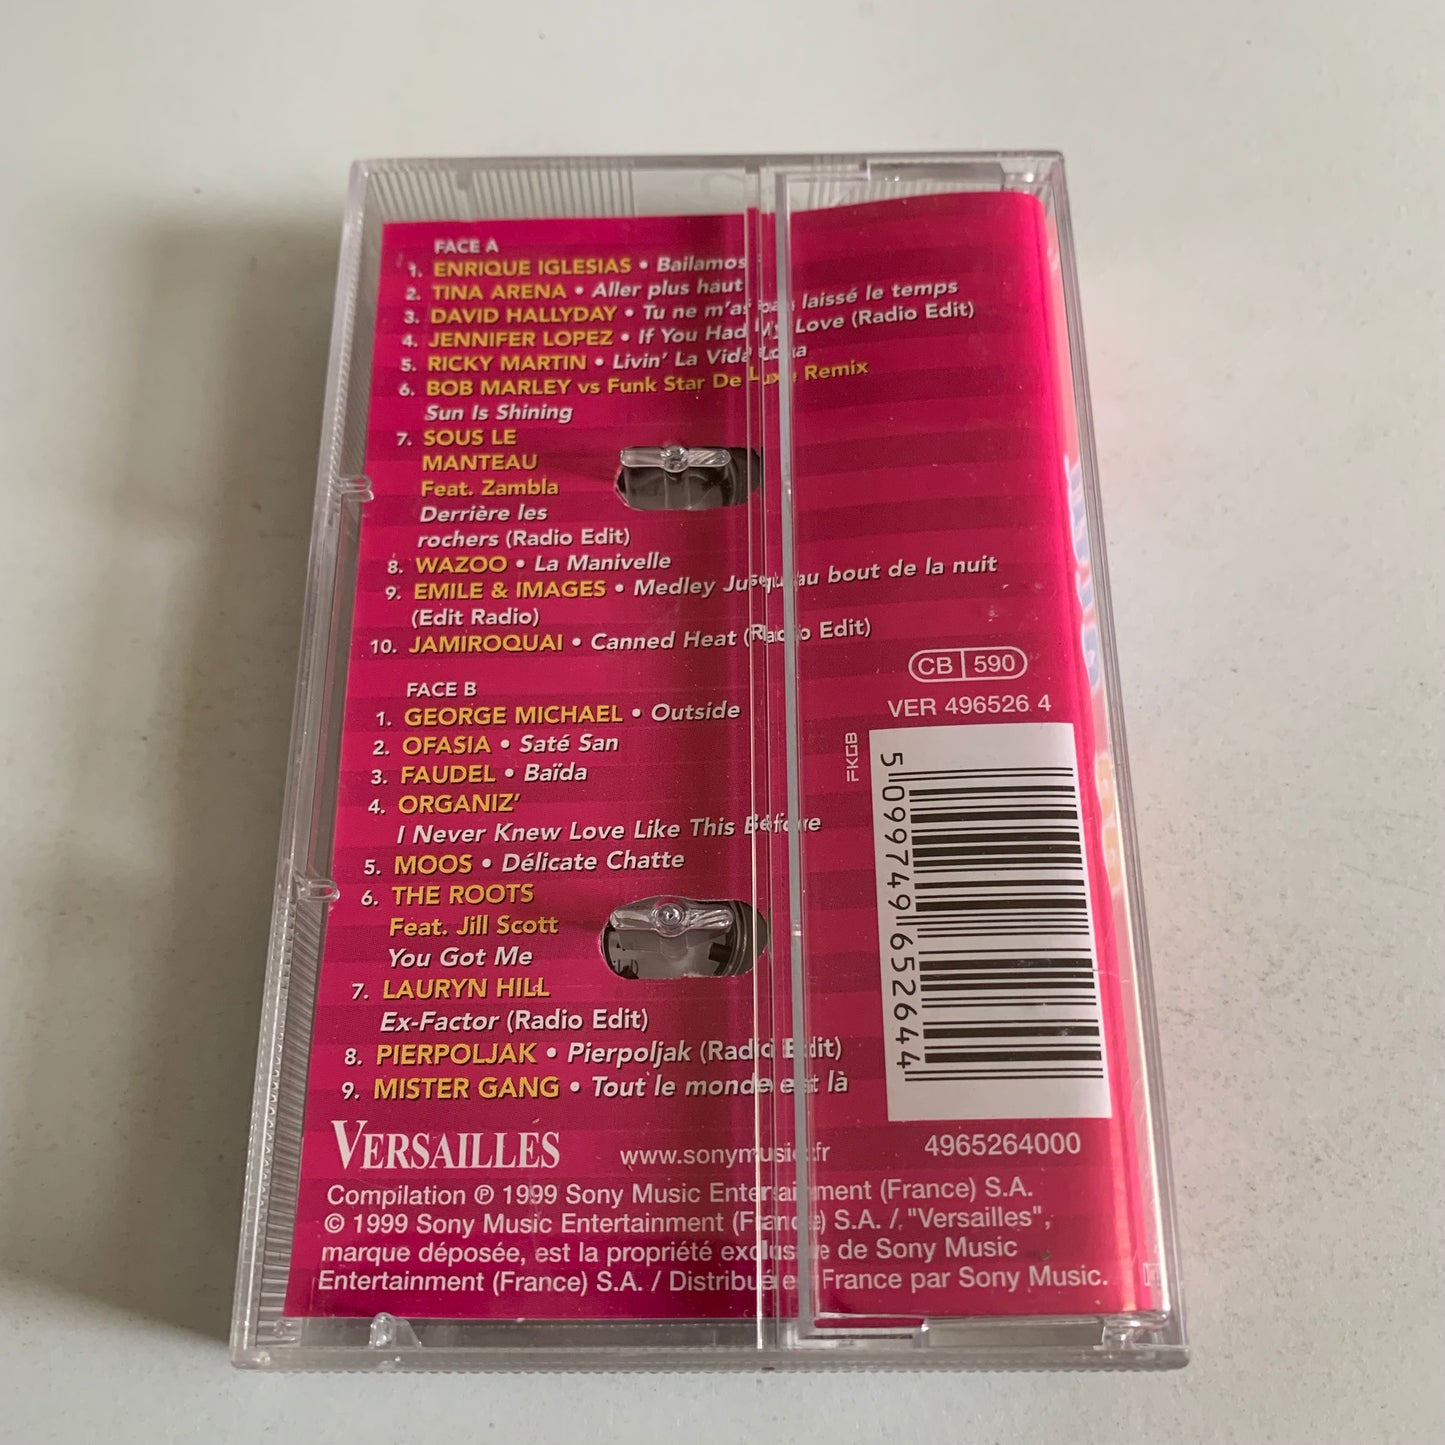 FACE A
1. ENRIQUE IGLESIAS • Bailamos
2. TINA ARENA • Aller plus haut
3. DAVID HALLYDAY • Tu ne m'as pas laissé le temps
4. JENNIFER LOPEZ • If You Had My Love (Radio Edit)
5. RICKY MARTIN • Livin' La Vida Loca
6. BOB MARLEY vs Funk Star De Luxe Remix
Sun Is Shining
7. SOUS LE
MANTEAU
Feat. Zambla
Derrière les
rochers (Radio Edit)
8. WAZOO • La Manivelle
9. EMILE & IMAGES • Medley Jusqu'au bout de la nuit
(Edit Radio)
10. JAMIROQUAI • Canned Heat (Radio Edit)
FACE B
1. GEORGE MICHAEL • Outside
2. OFASIA • Saté San
3. FAUDEL • Baïda
4. ORGANIZ'
I Never Knew Love Like This Before
5. MOOS • Délicate Chatte
6. THE ROOTS
Feat. Jill Scott
You Got Me
7. LAURYN HILL
Ex-Factor (Radio Edit)
8. PIERPOLJAK • Pierpoljak (Radio Edit)
9. MISTER GANG • Tout le monde est là
CB 590
VER 496526 4
FKGB
5 099749 652644
4965264000
VERSAILLES
www.sonymusic.fr
Compilation ℗ 1999 Sony Music Entertainment (France) S.A.
© 1999 Sony Music Entertainment (France) S.A. / "Versailles",
marque déposée, est la propriété exclusive de Sony Music
Entertainment (France) S.A. / Distribué en France par Sony Music.